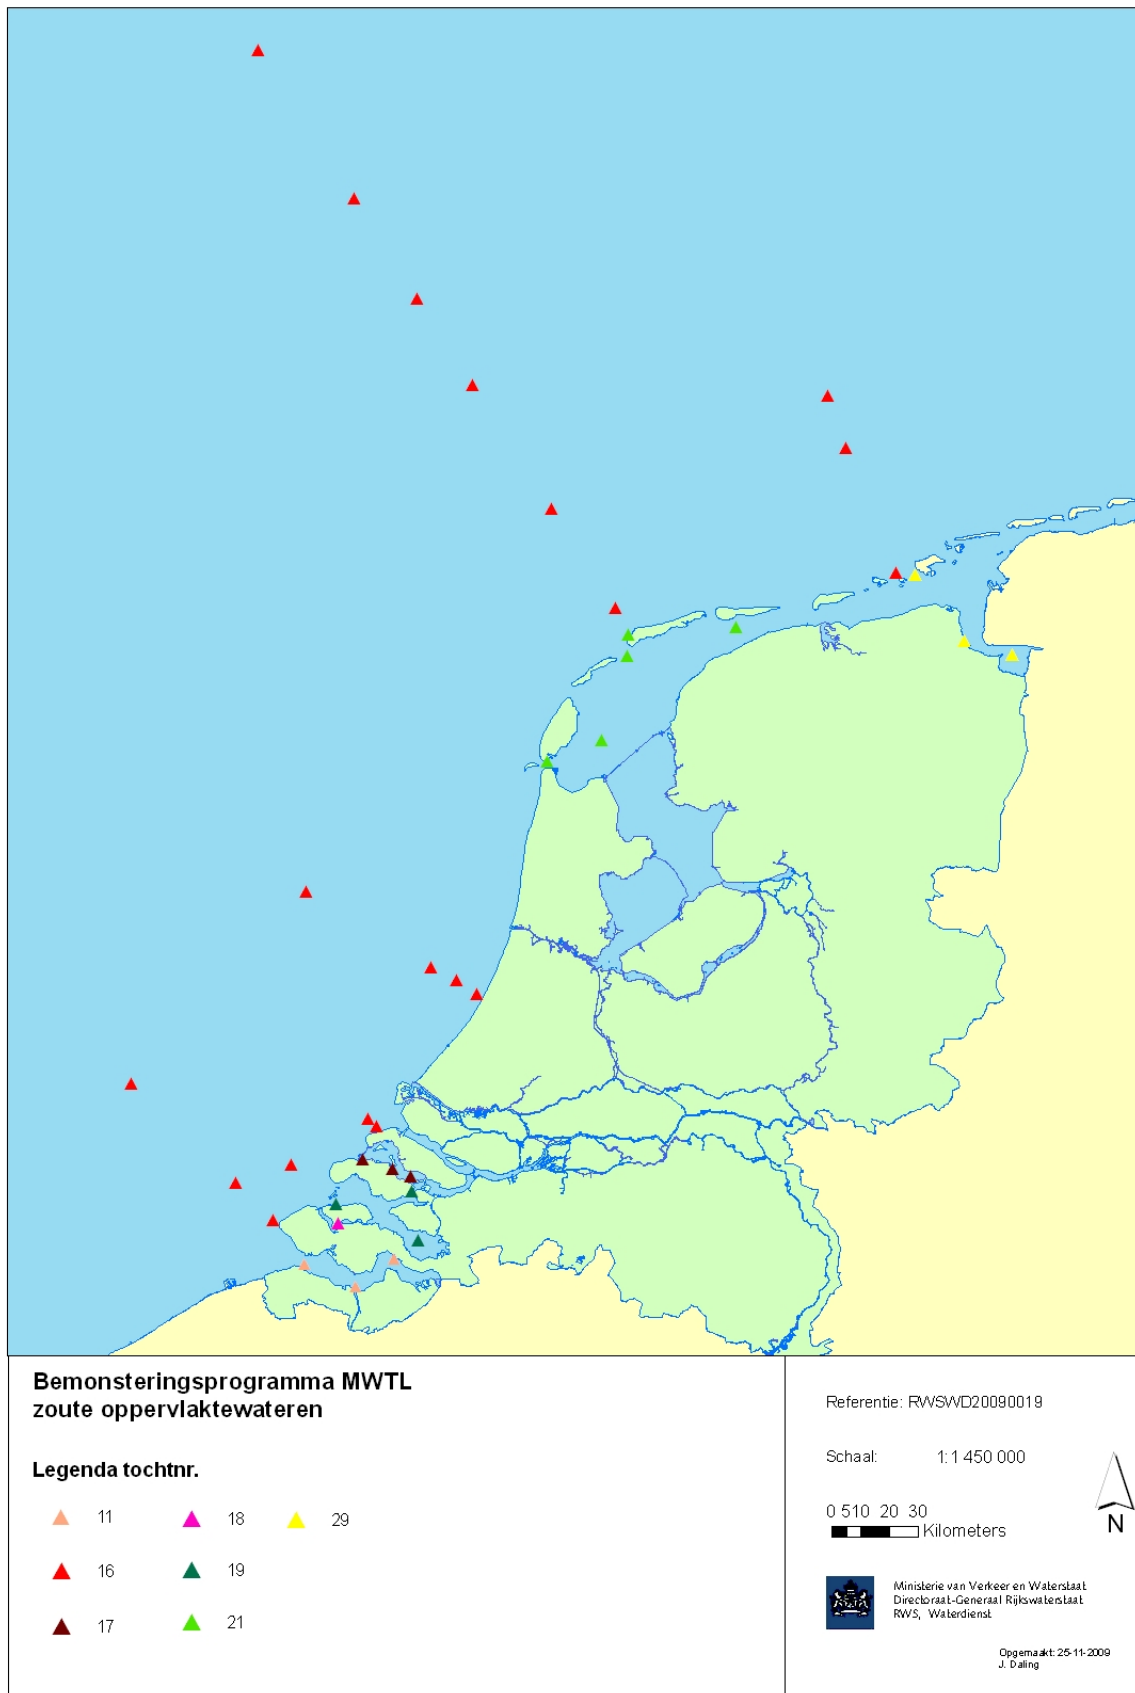 Bemonsteringsprogramma MWTL
zoute oppervlaktewateren
Legenda tochtnr.
11
18
29
16
19
17
21
Referentie: RWSWD20090019
Schaal: 1:1 450 000
0 510 20 30
Kilometers
N
Ministerie van Verkeer en Waterstaat
Directoraat-Generaal Rijkswaterstaat
RWS, Waterdienst
Opgemaakt: 25-11-2009
J. Daling